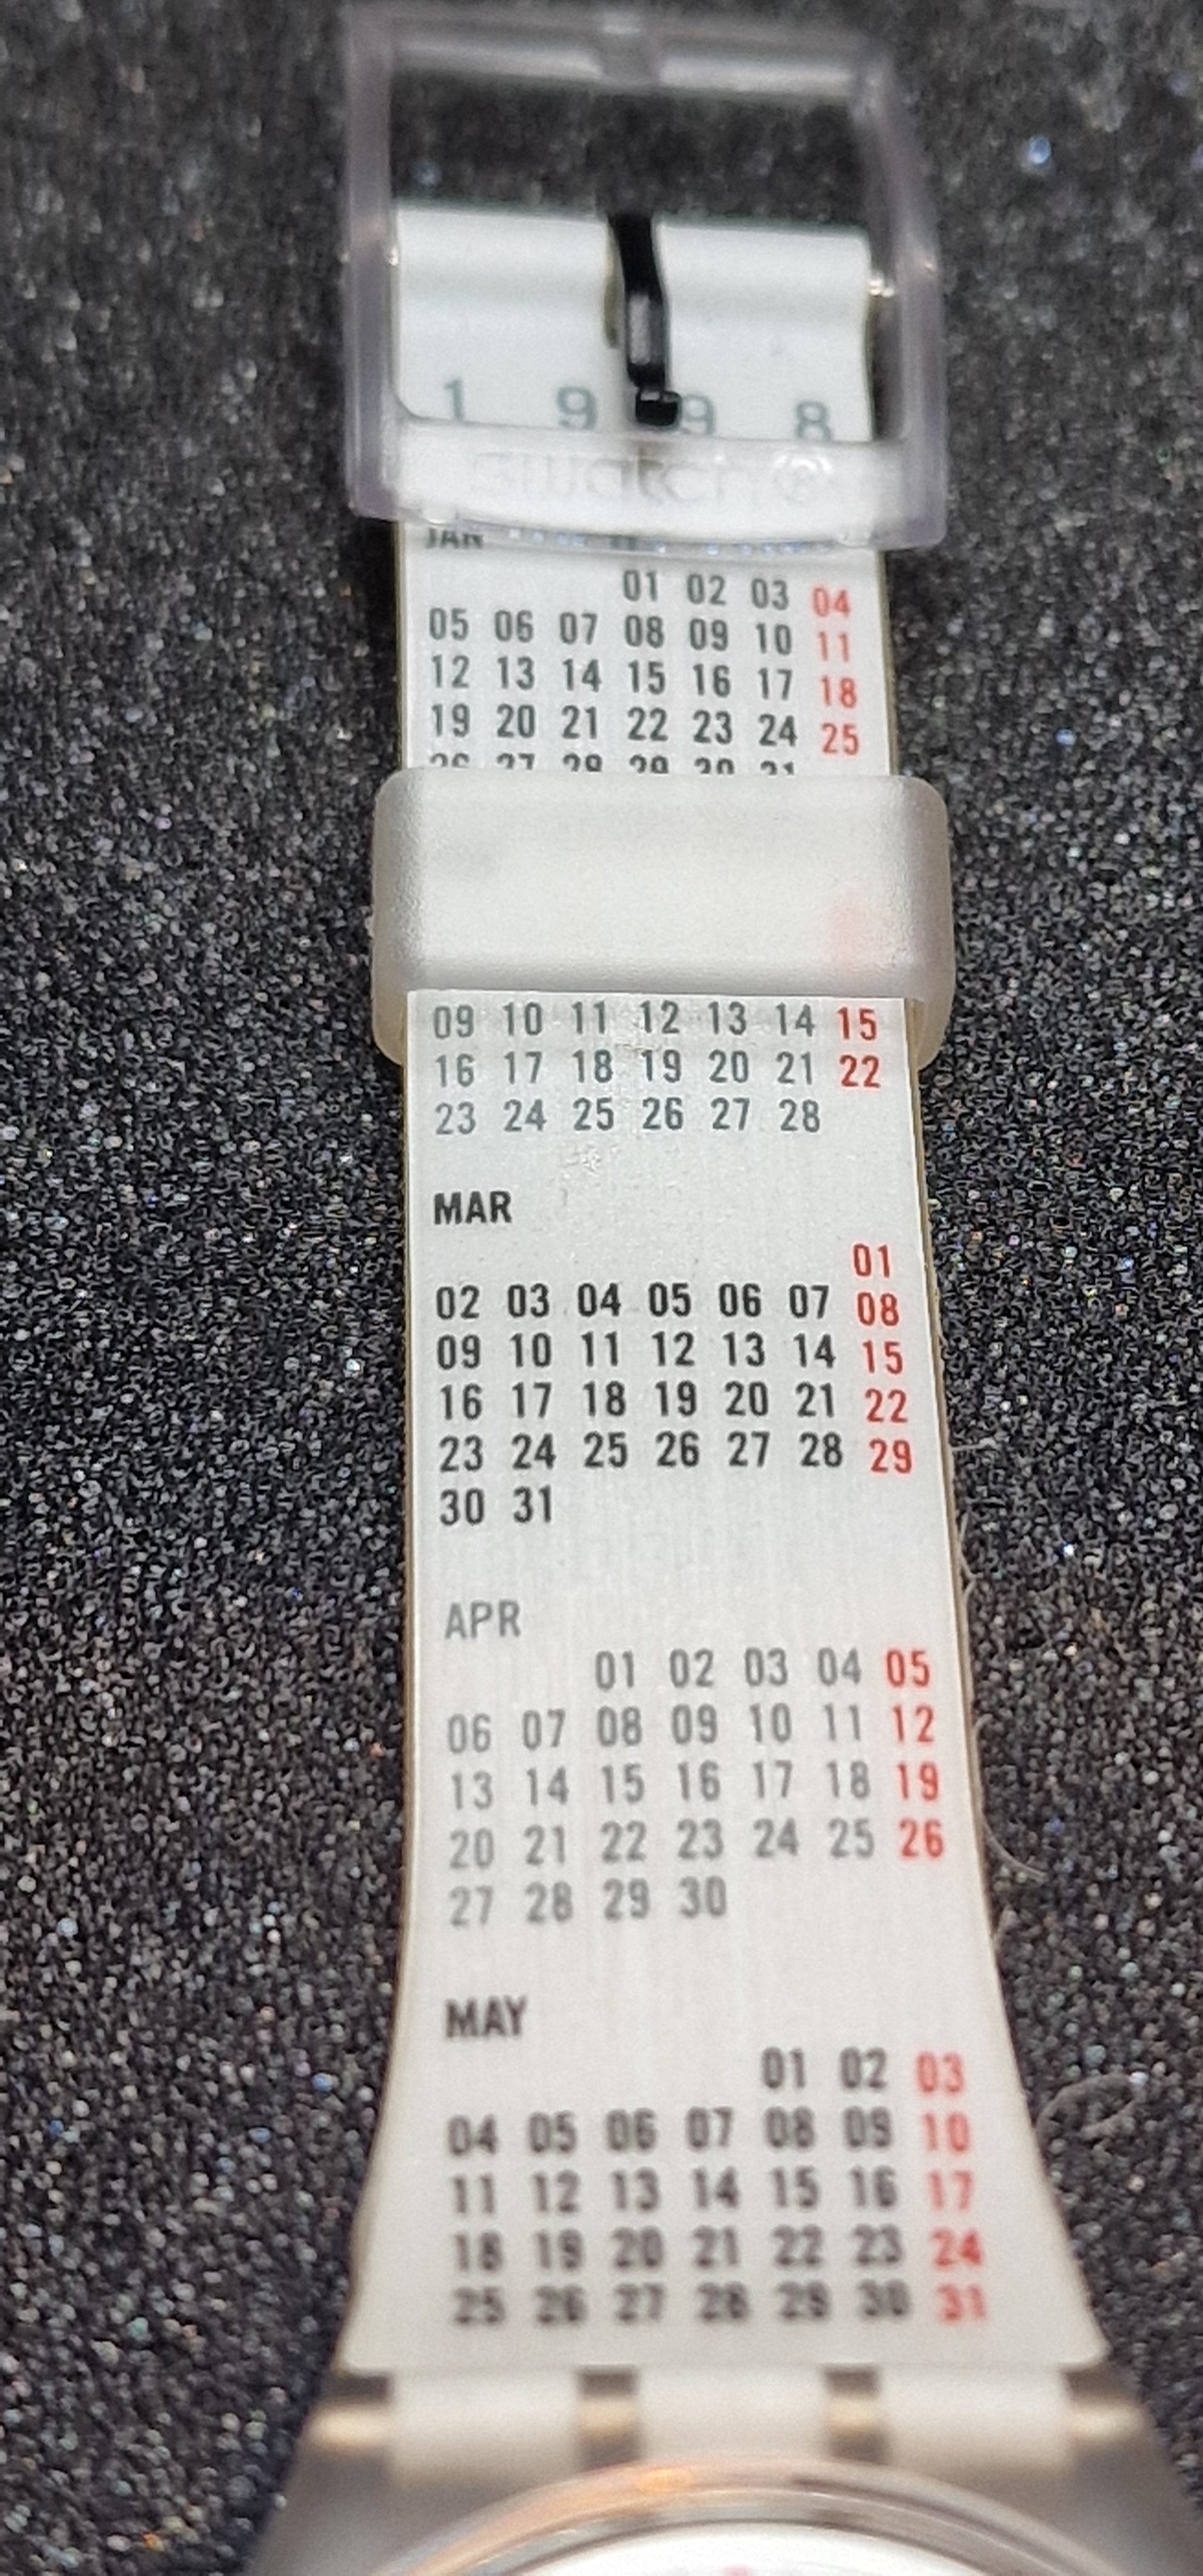 1 9 9 8
swatch®
JAN
01 02 03 04
05 06 07 08 09 10 11
12 13 14 15 16 17 18
19 20 21 22 23 24 25
26 27 28 29 30 31
09 10 11 12 13 14 15
16 17 18 19 20 21 22
23 24 25 26 27 28
MAR
01
02 03 04 05 06 07 08
09 10 11 12 13 14 15
16 17 18 19 20 21 22
23 24 25 26 27 28 29
30 31
APR
01 02 03 04 05
06 07 08 09 10 11 12
13 14 15 16 17 18 19
20 21 22 23 24 25 26
27 28 29 30
MAY
01 02 03
04 05 06 07 08 09 10
11 12 13 14 15 16 17
18 19 20 21 22 23 24
25 26 27 28 29 30 31